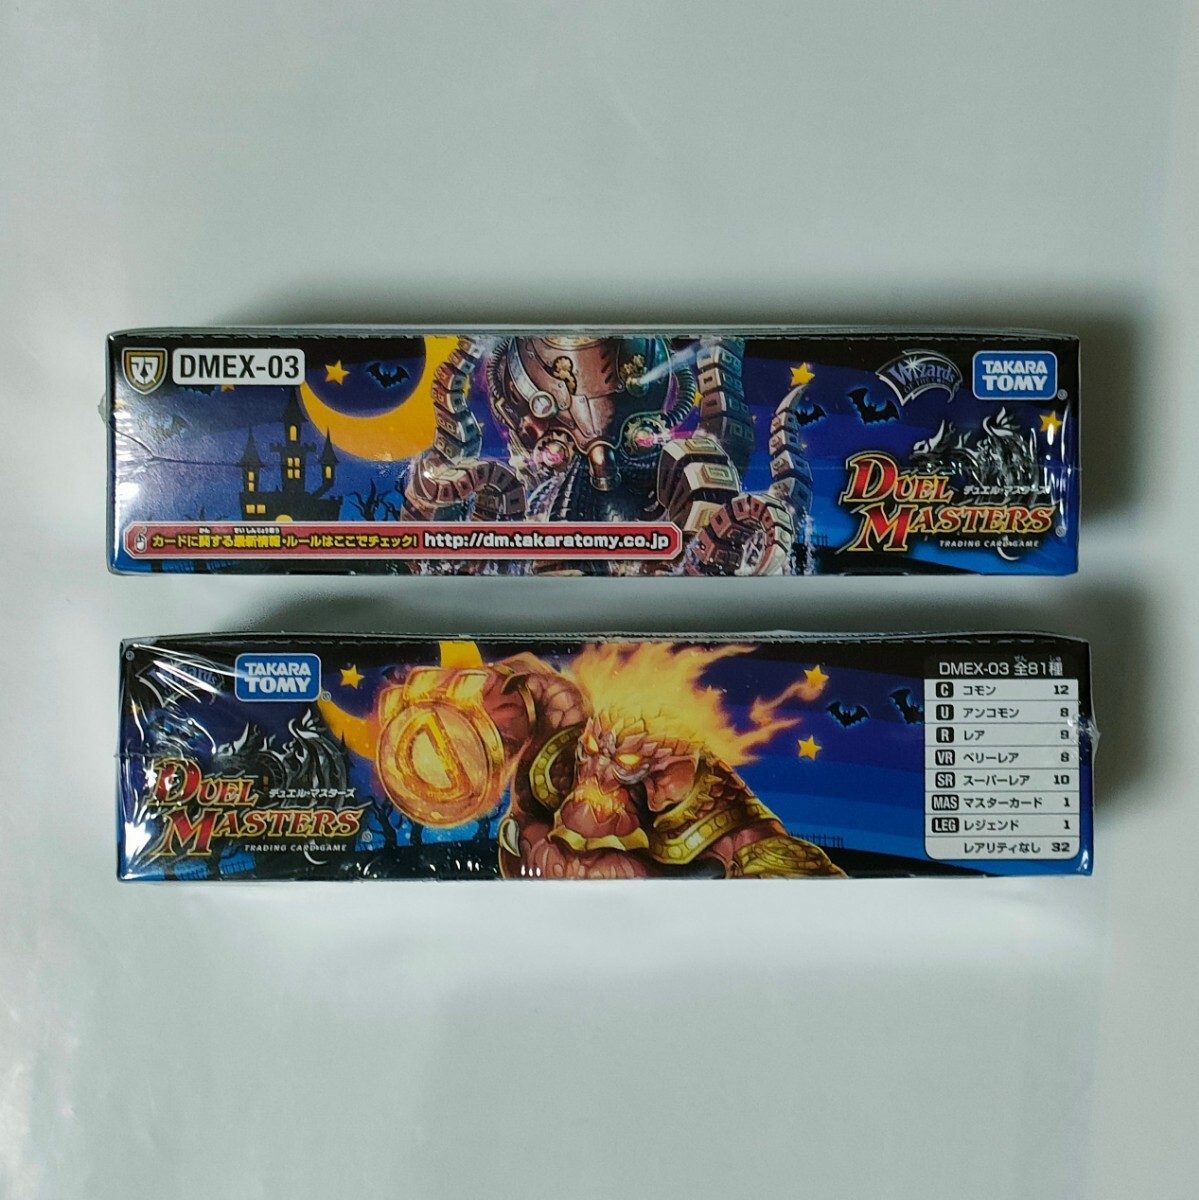 DMEX-03
Wizards
OF THE COAST
TAKARA
TOMY
DUEL
デュエル・マスターズ
MASTERS
TRADING CARD GAME
カードに関する最新情報・ルールはここでチェック! http://dm.takaratomy.co.jp
Wizards
TAKARA
TOMY
DUEL
デュエル・マスターズ
MASTERS
TRADING CARD GAME
DMEX-03 全81種
C コモン 12
U アンコモン 8
R レア 9
VR ベリーレア 8
SR スーパーレア 10
MAS マスターカード 1
LEG レジェンド 1
レアリティなし 32